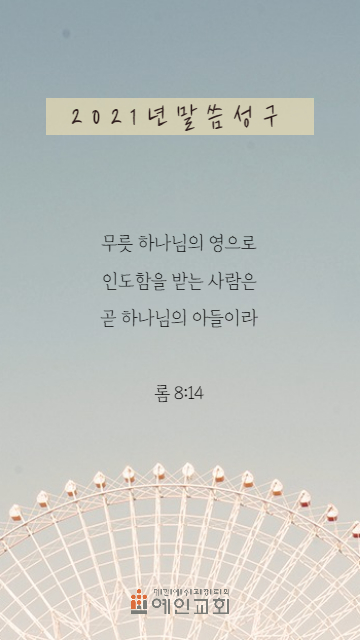 2021년말씀성구
무릇 하나님의 영으로
인도함을 받는 사람은
곧 하나님의 아들이라
롬 8:14
예인교회